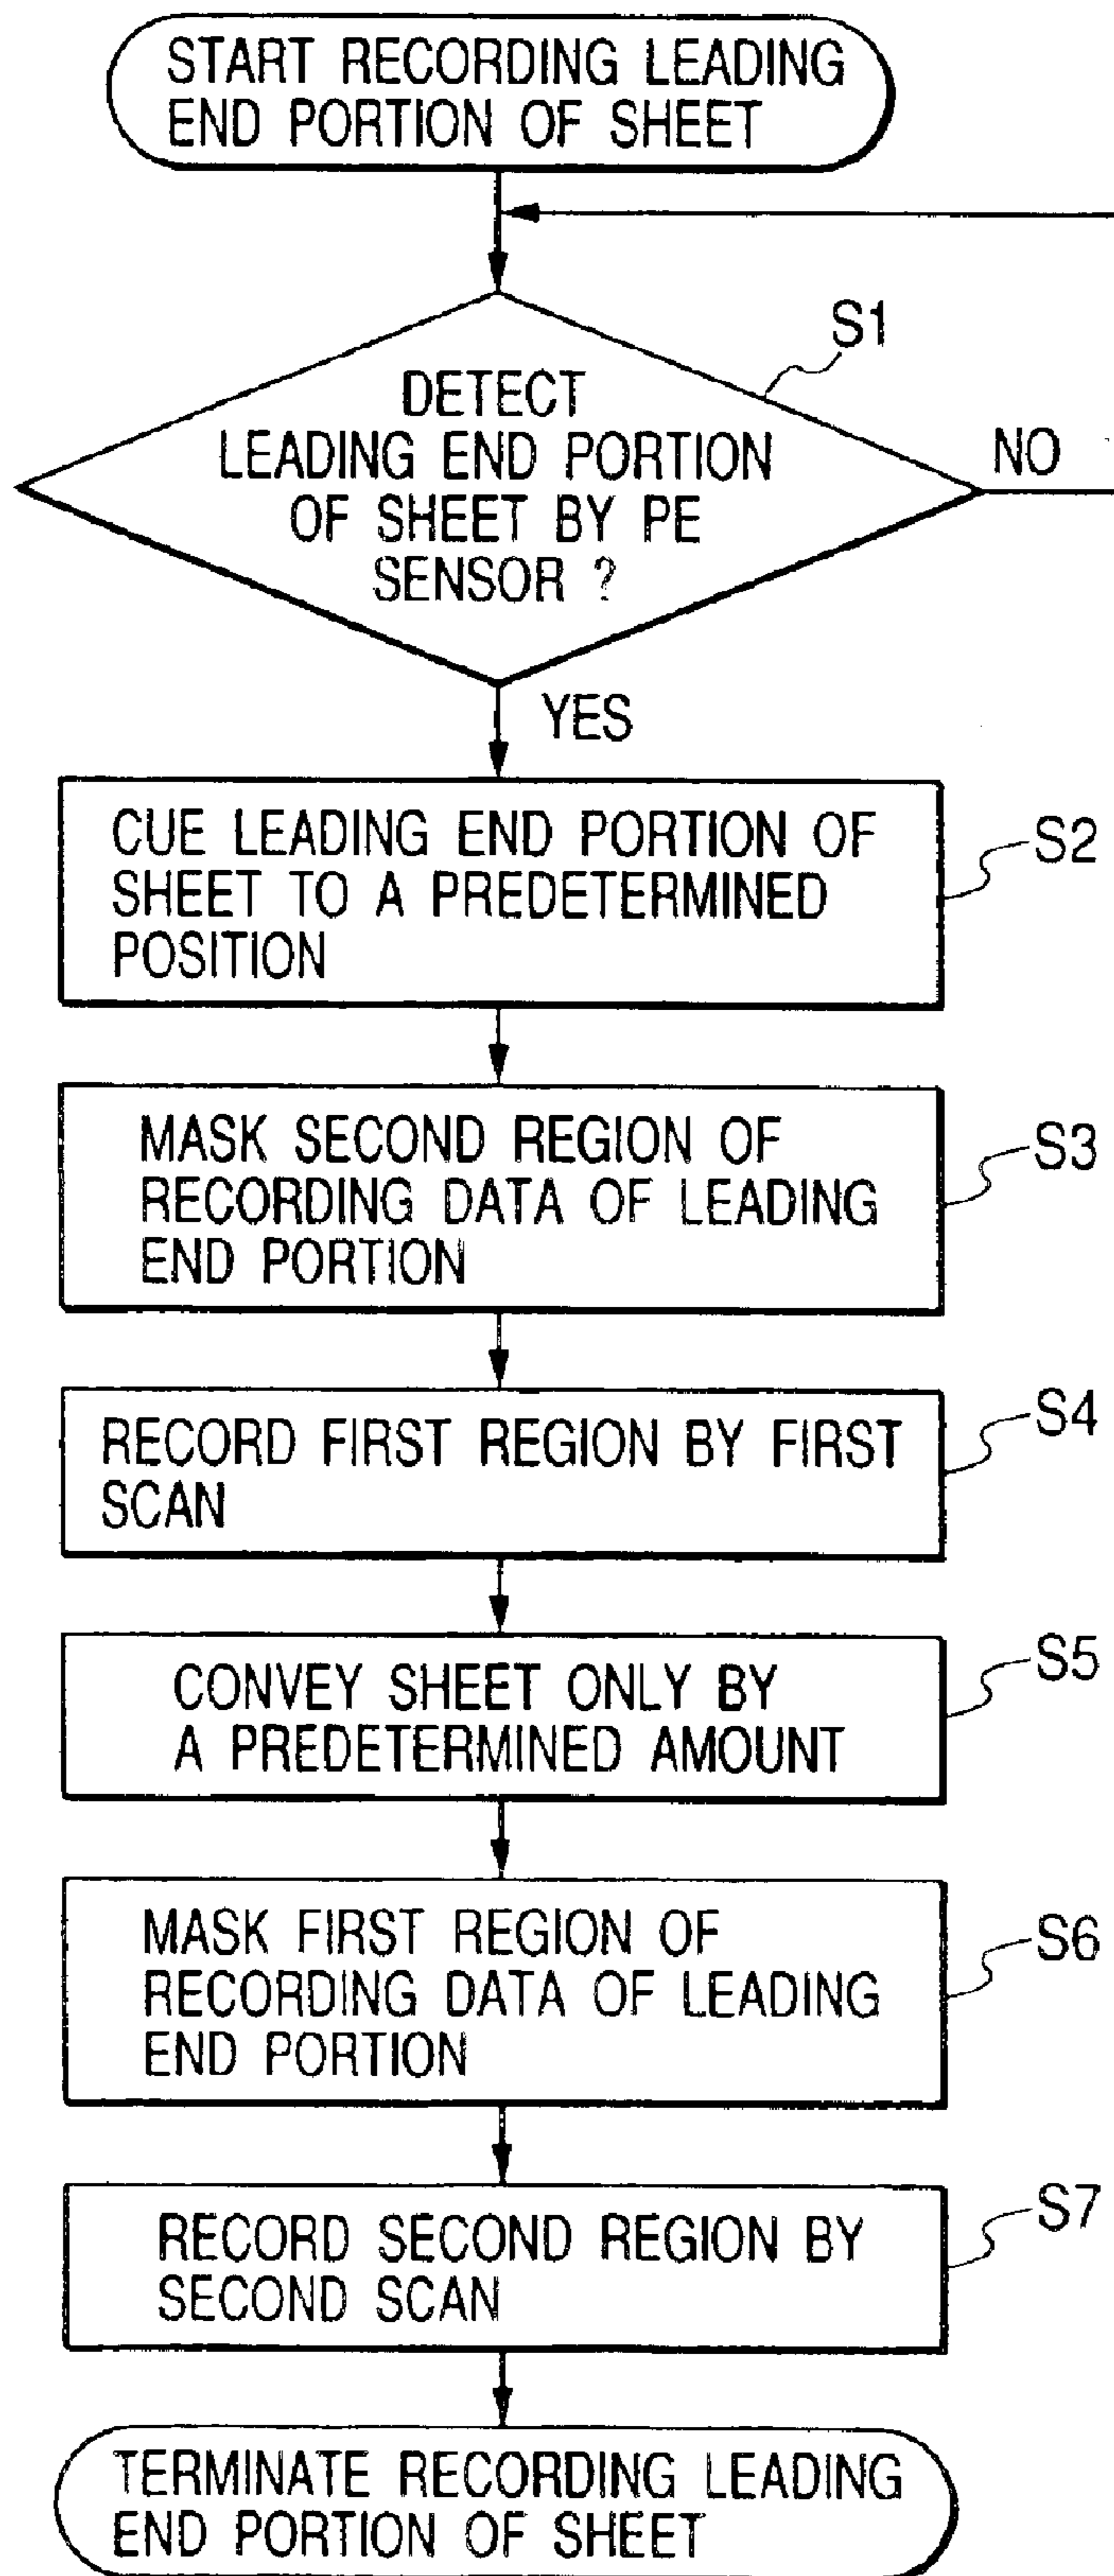 START RECORDING LEADING
END PORTION OF SHEET
S1
DETECT
LEADING END PORTION
OF SHEET BY PE
SENSOR ?
NO
YES
CUE LEADING END PORTION OF
SHEET TO A PREDETERMINED
POSITION
S2
MASK SECOND REGION OF
RECORDING DATA OF LEADING
END PORTION
S3
RECORD FIRST REGION BY FIRST
SCAN
S4
CONVEY SHEET ONLY BY
A PREDETERMINED AMOUNT
S5
MASK FIRST REGION OF
RECORDING DATA OF LEADING
END PORTION
S6
RECORD SECOND REGION BY
SECOND SCAN
S7
TERMINATE RECORDING LEADING
END PORTION OF SHEET